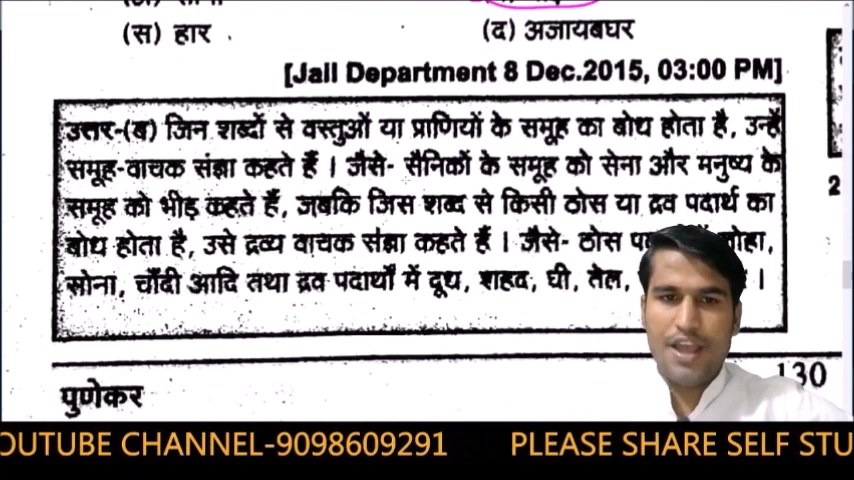 (स) हार
(द) अजायबघर
[Jail Department 8 Dec.2015, 03:00 PM]
उत्तर-(ब) जिन शब्दों से वस्तुओं या प्राणियों के समूह का बोध होता है, उन्हें
समूह-वाचक संज्ञा कहते हैं । जैसे- सैनिकों के समूह को सेना और मनुष्य के
समूह को भीड़ कहते हैं, जबकि जिस शब्द से किसी ठोस या द्रव पदार्थ का
बोध होता है, उसे द्रव्य वाचक संज्ञा कहते हैं । जैसे- ठोस लोहा,
सोना, चाँदी आदि तथा द्रव पदार्थों में दूध, शहद, घी, तेल, ।
2
पुणेकर
130
OUTUBE CHANNEL-9098609291 PLEASE SHARE SELF STU